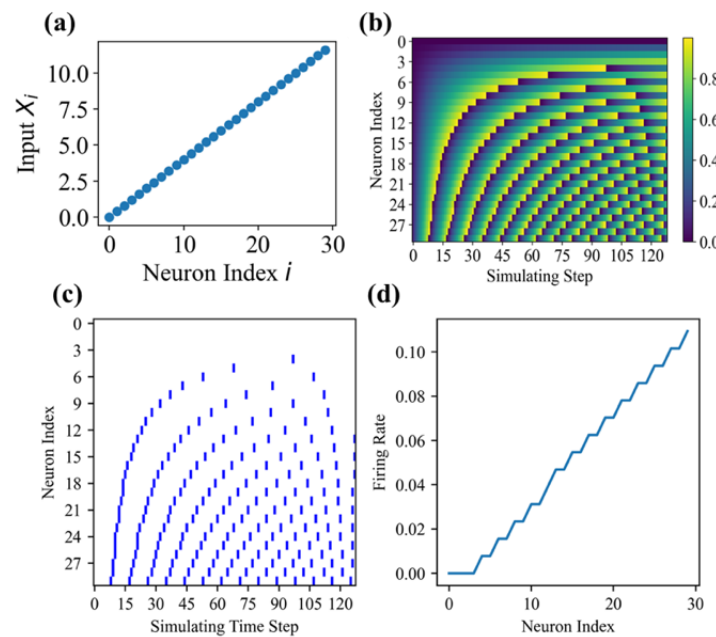 (a)
10.0
7.5
5.0
2.5
0.0
Input Xi
0 10 20 30
Neuron Index i
(b)
0
3
6
9
12
15
18
21
24
27
Neuron Index
0 15 30 45 60 75 90 105 120
Simulating Step
0.8
0.6
0.4
0.2
0.0
(c)
0
3
6
9
12
15
18
21
24
27
Neuron Index
0 15 30 45 60 75 90 105 120
Simulating Time Step
(d)
0.10
0.08
0.06
0.04
0.02
0.00
Firing Rate
0 10 20 30
Neuron Index